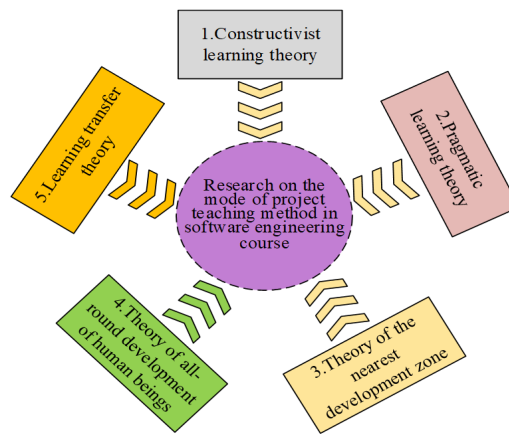 1.Constructivist
learning theory
2.Pragmatic
learning theory
3.Theory of the
nearest
development zone
4.Theory of all-
round development
of human beings
5.Learning transfer
theory
Research on the
mode of project
teaching method in
software engineering
course